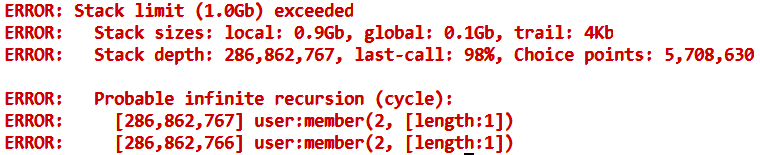 ERROR: Stack limit (1.0Gb) exceeded
ERROR:   Stack sizes: local: 0.9Gb, global: 0.1Gb, trail: 4Kb
ERROR:   Stack depth: 286,862,767, last-call: 98%, Choice points: 5,708,630
ERROR:   Probable infinite recursion (cycle):
ERROR:     [286,862,767] user:member(2, [length:1])
ERROR:     [286,862,766] user:member(2, [length:1])